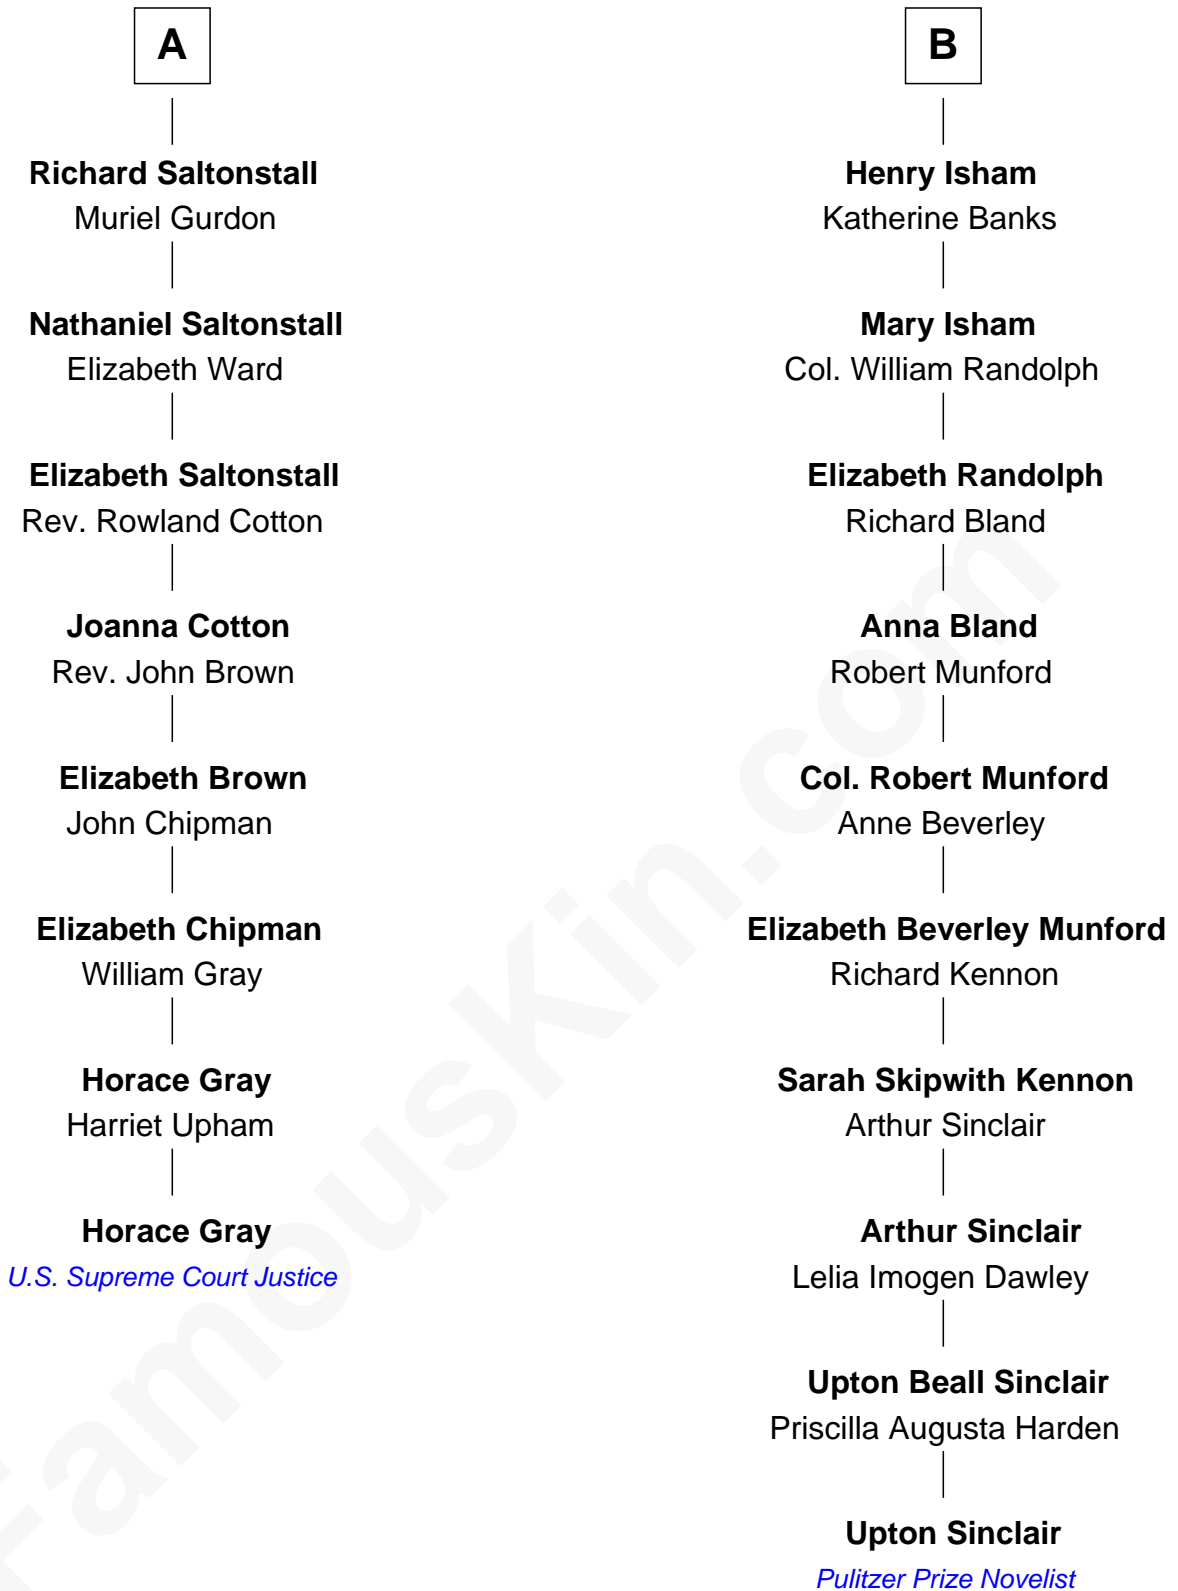 A
Richard Saltonstall
Muriel Gurdon
Nathaniel Saltonstall
Elizabeth Ward
Elizabeth Saltonstall
Rev. Rowland Cotton
Joanna Cotton
Rev. John Brown
Elizabeth Brown
John Chipman
Elizabeth Chipman
William Gray
Horace Gray
Harriet Upham
Horace Gray
U.S. Supreme Court Justice
B
Henry Isham
Katherine Banks
Mary Isham
Col. William Randolph
Elizabeth Randolph
Richard Bland
Anna Bland
Robert Munford
Col. Robert Munford
Anne Beverley
Elizabeth Beverley Munford
Richard Kennon
Sarah Skipwith Kennon
Arthur Sinclair
Arthur Sinclair
Lelia Imogen Dawley
Upton Beall Sinclair
Priscilla Augusta Harden
Upton Sinclair
Pulitzer Prize Novelist
FamousKin.com